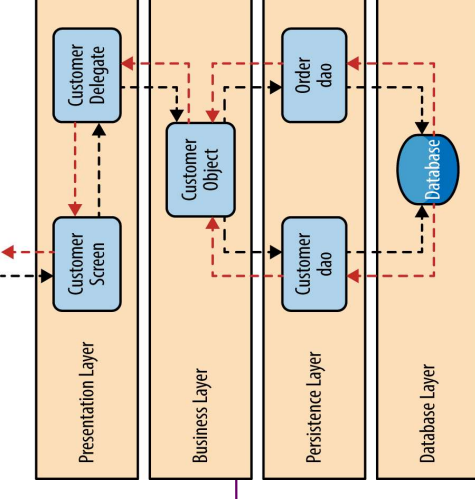 Presentation Layer
Customer
Screen
Customer
Delegate
Business Layer
Customer
Object
Persistence Layer
Customer
dao
Order
dao
Database Layer
Database